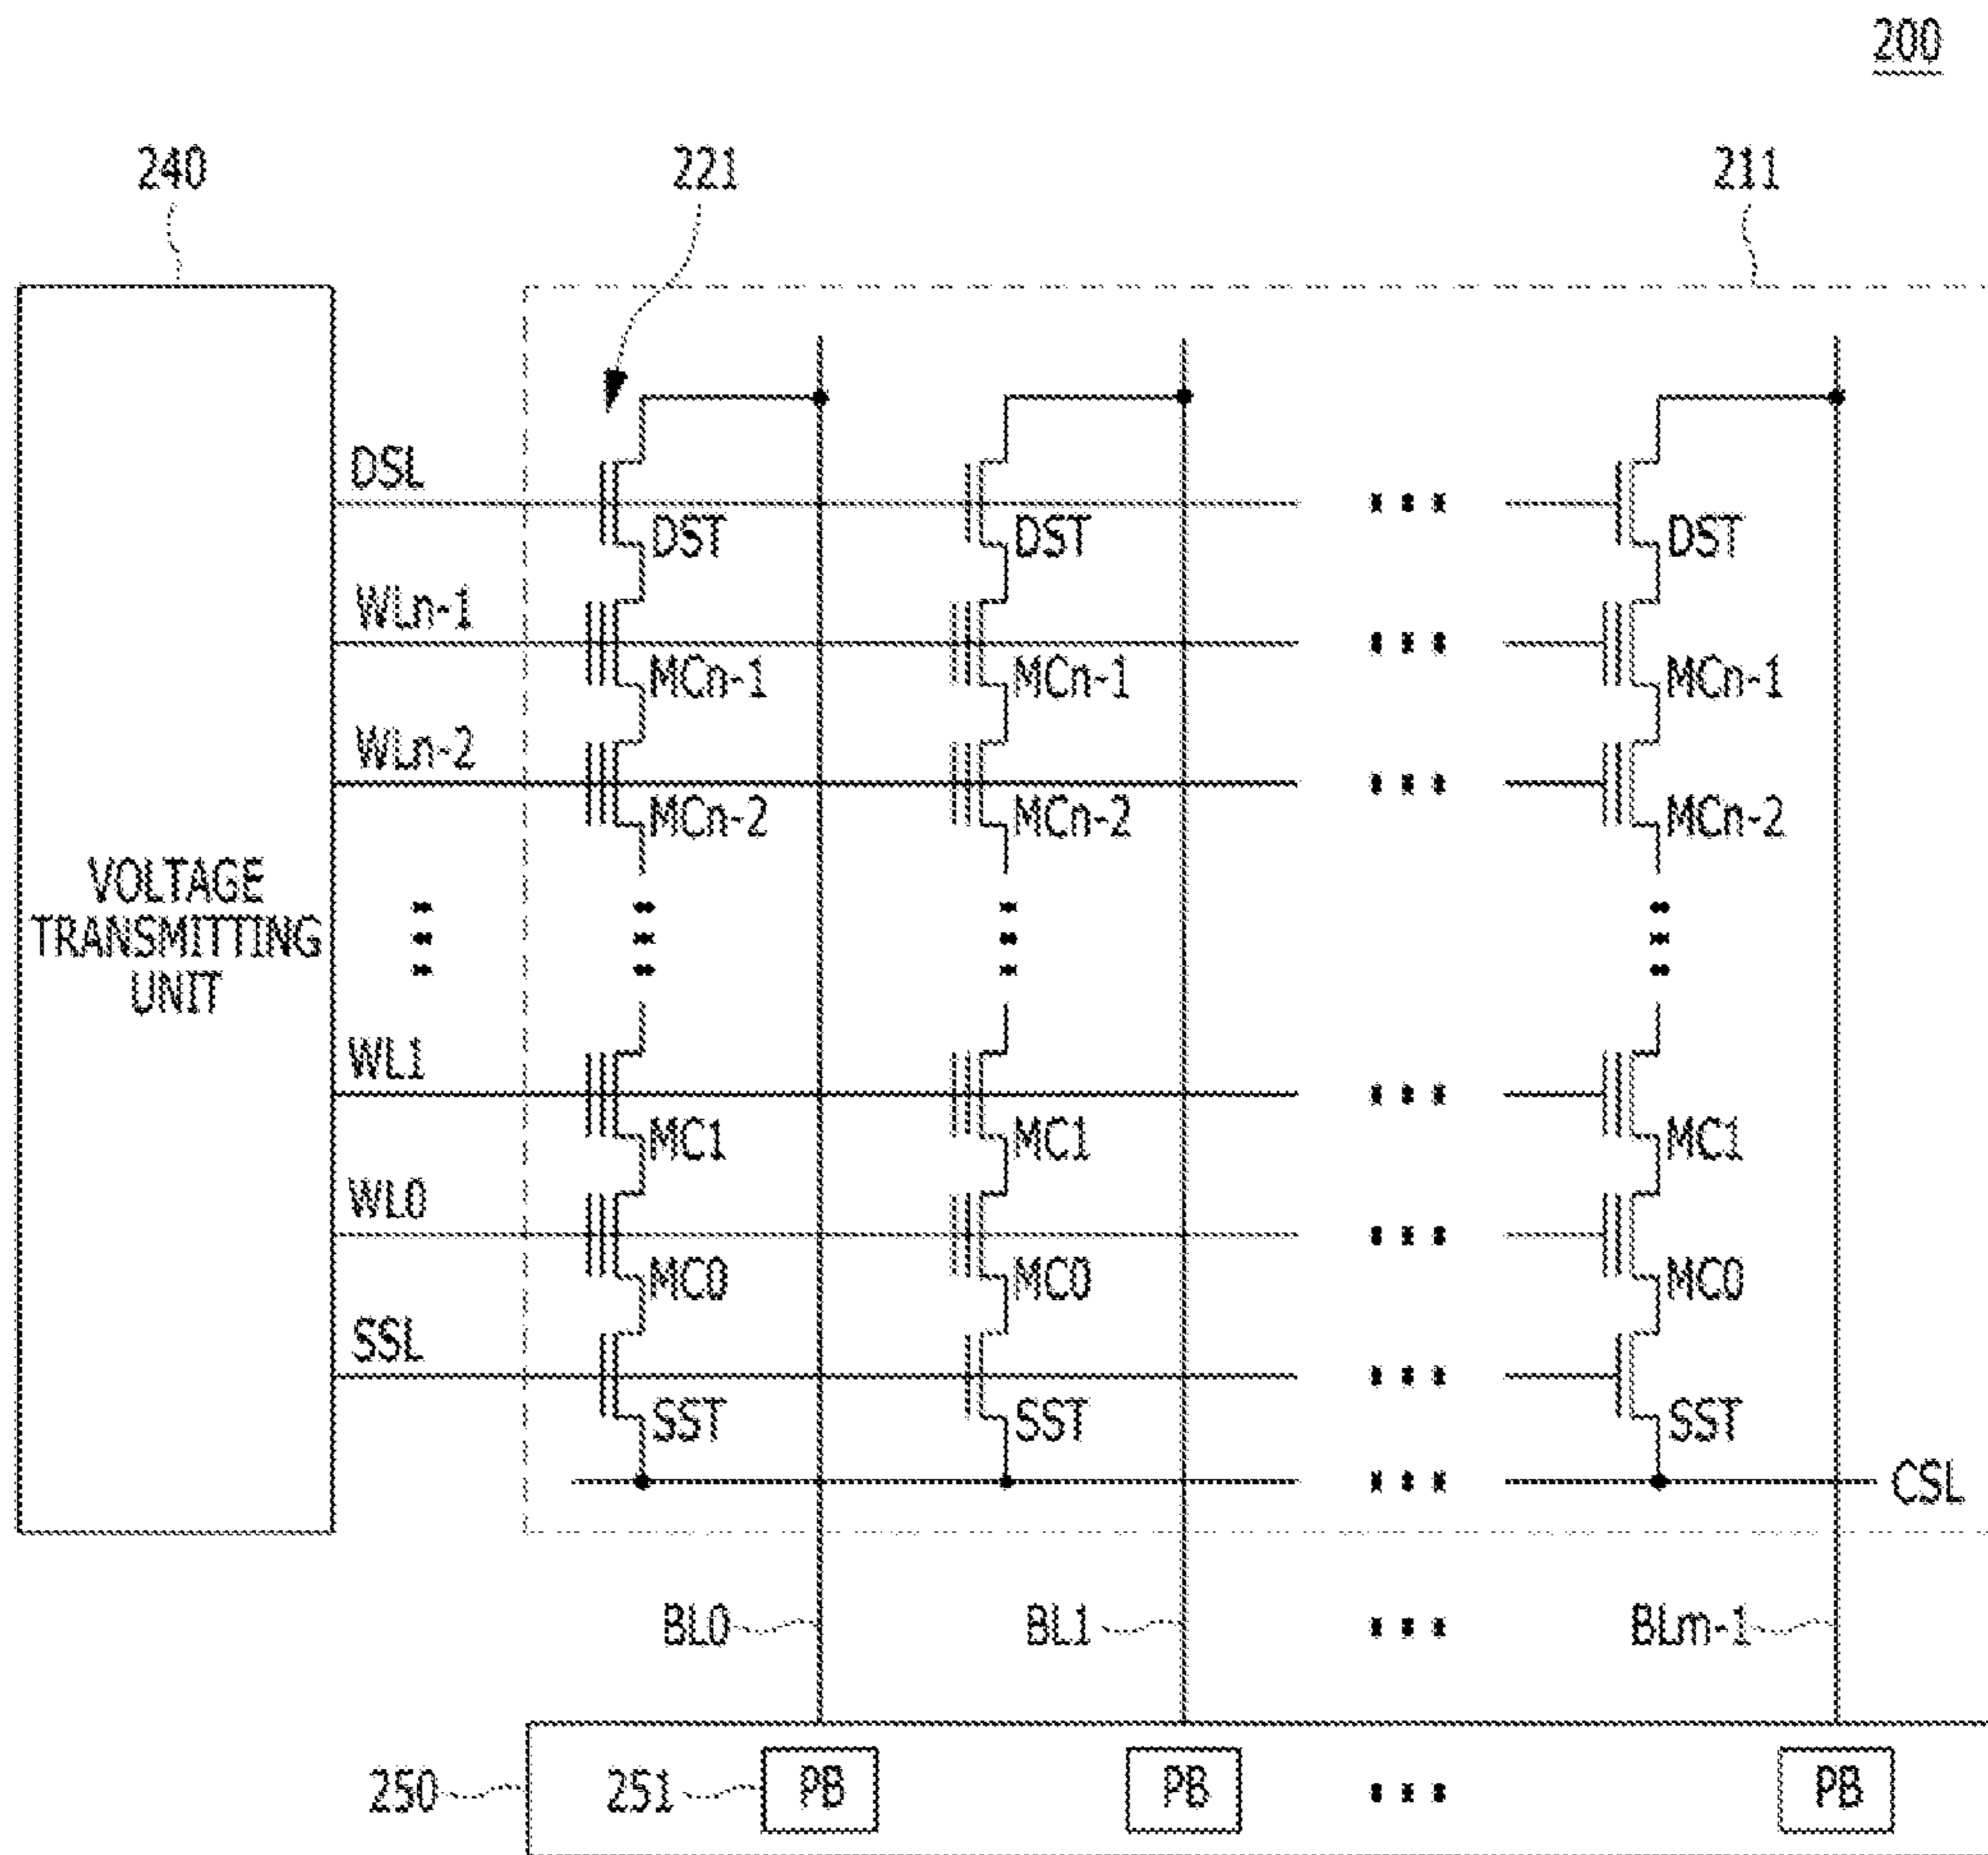 200
240
221
211
DSL
DST DST DST
WLn-1
MCn-1 MCn-1 MCn-1
WLn-2
MCn-2 MCn-2 MCn-2
VOLTAGE
TRANSMITTING
UNIT
WL1
MC1 MC1 MC1
WL0
MC0 MC0 MC0
SSL
SST SST SST
CSL
BL0 BL1 BLm-1
250 251 PB PB PB